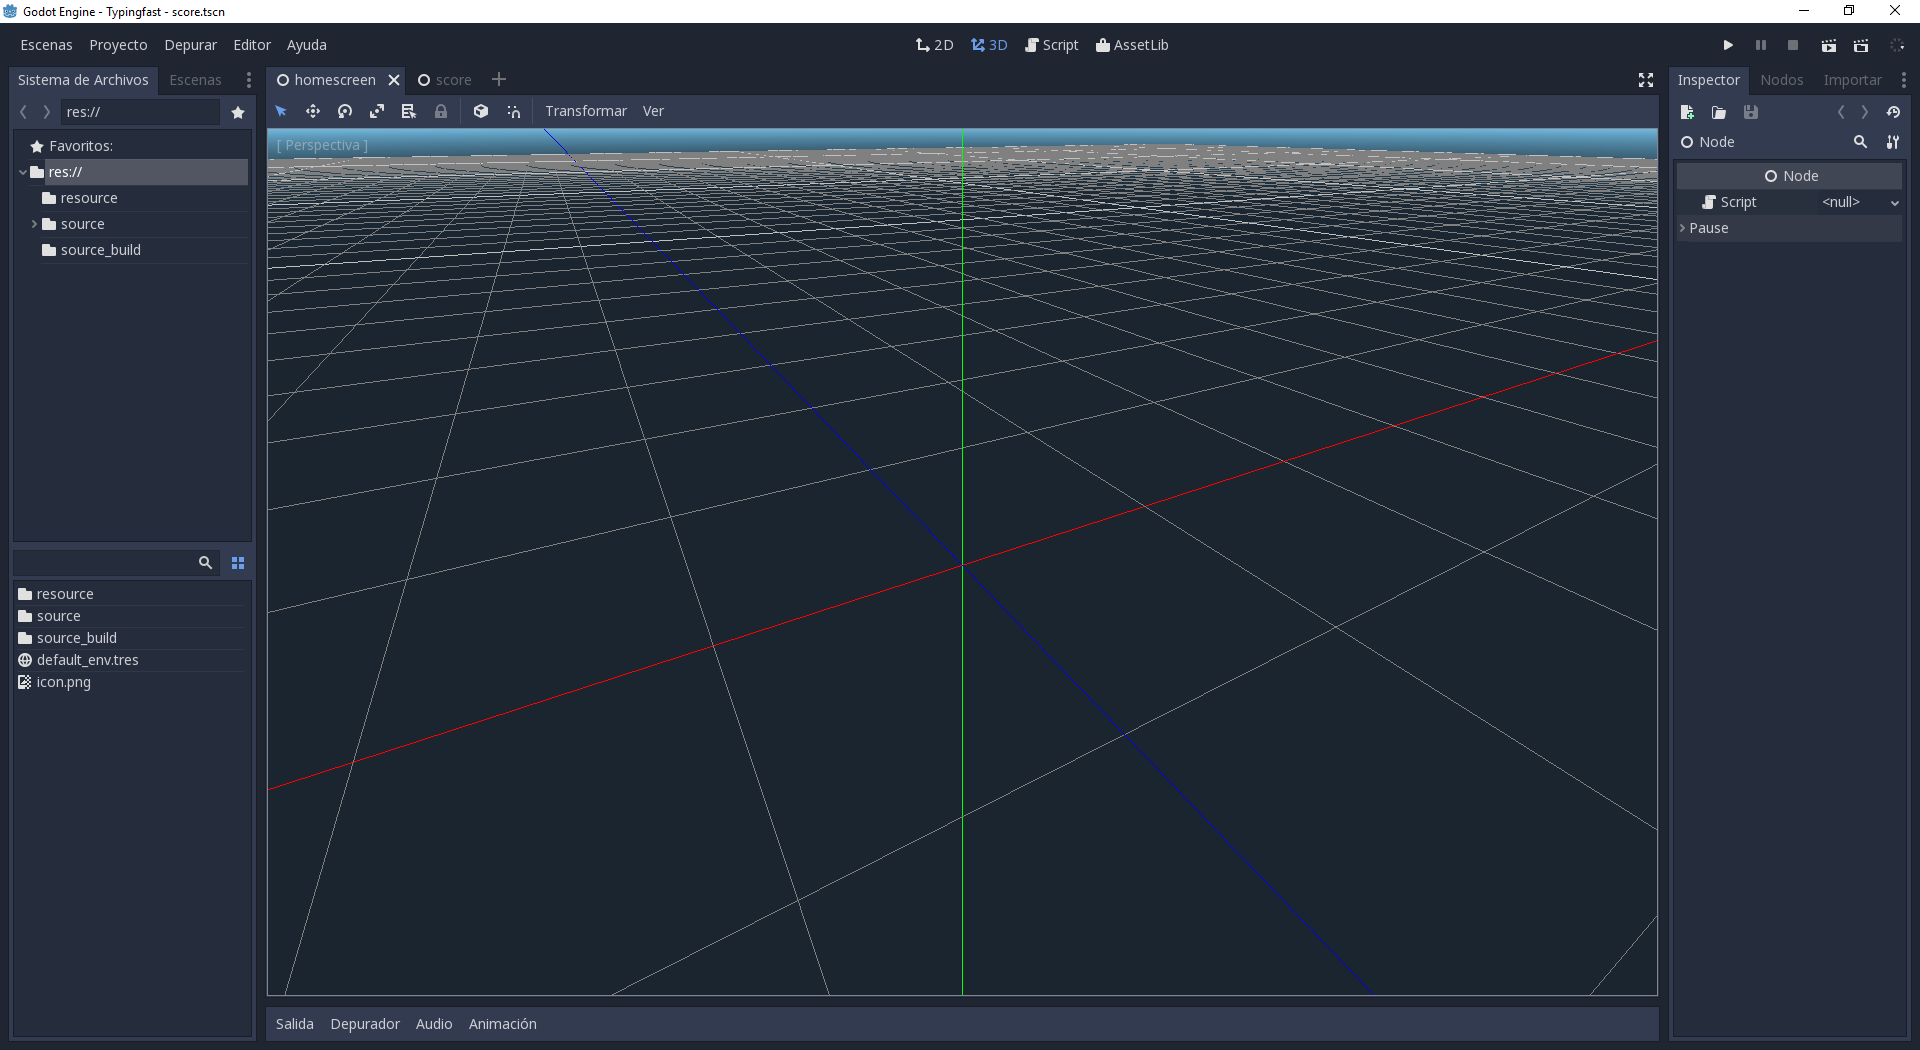 Godot Engine - Typingfast - score.tscn
Escenas Proyecto Depurar Editor Ayuda
2D 3D Script AssetLib
Sistema de Archivos Escenas
homescreen score
Inspector Nodos Importar
res://
Transformar Ver
[ Perspectiva ]
Node
Favoritos:
res://
resource
source
source_build
Node
Script <null>
Pause
resource
source
source_build
default_env.tres
icon.png
Salida Depurador Audio Animación